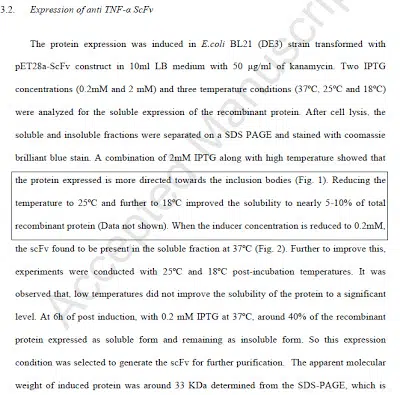 3.2. Expression of anti TNF-α ScFv
The protein expression was induced in E.coli BL21 (DE3) strain transformed with
pET28a-ScFv construct in 10ml LB medium with 50 µg/ml of kanamycin. Two IPTG
concentrations (0.2mM and 2 mM) and three temperature conditions (37ºC, 25ºC and 18ºC)
were analyzed for the soluble expression of the recombinant protein. After cell lysis, the
soluble and insoluble fractions were separated on a SDS PAGE and stained with coomassie
brilliant blue stain. A combination of 2mM IPTG along with high temperature showed that
the protein expressed is more directed towards the inclusion bodies (Fig. 1). Reducing the
temperature to 25ºC and further to 18ºC improved the solubility to nearly 5-10% of total
recombinant protein (Data not shown). When the inducer concentration is reduced to 0.2mM,
the scFv found to be present in the soluble fraction at 37ºC (Fig. 2). Further to improve this,
experiments were conducted with 25ºC and 18ºC post-incubation temperatures. It was
observed that, low temperatures did not improve the solubility of the protein to a significant
level. At 6h of post induction, with 0.2 mM IPTG at 37ºC, around 40% of the recombinant
protein expressed as soluble form and remaining as insoluble form. So this expression
condition was selected to generate the scFv for further purification. The apparent molecular
weight of induced protein was around 33 KDa determined from the SDS-PAGE, which is
Accepted Manuscrip